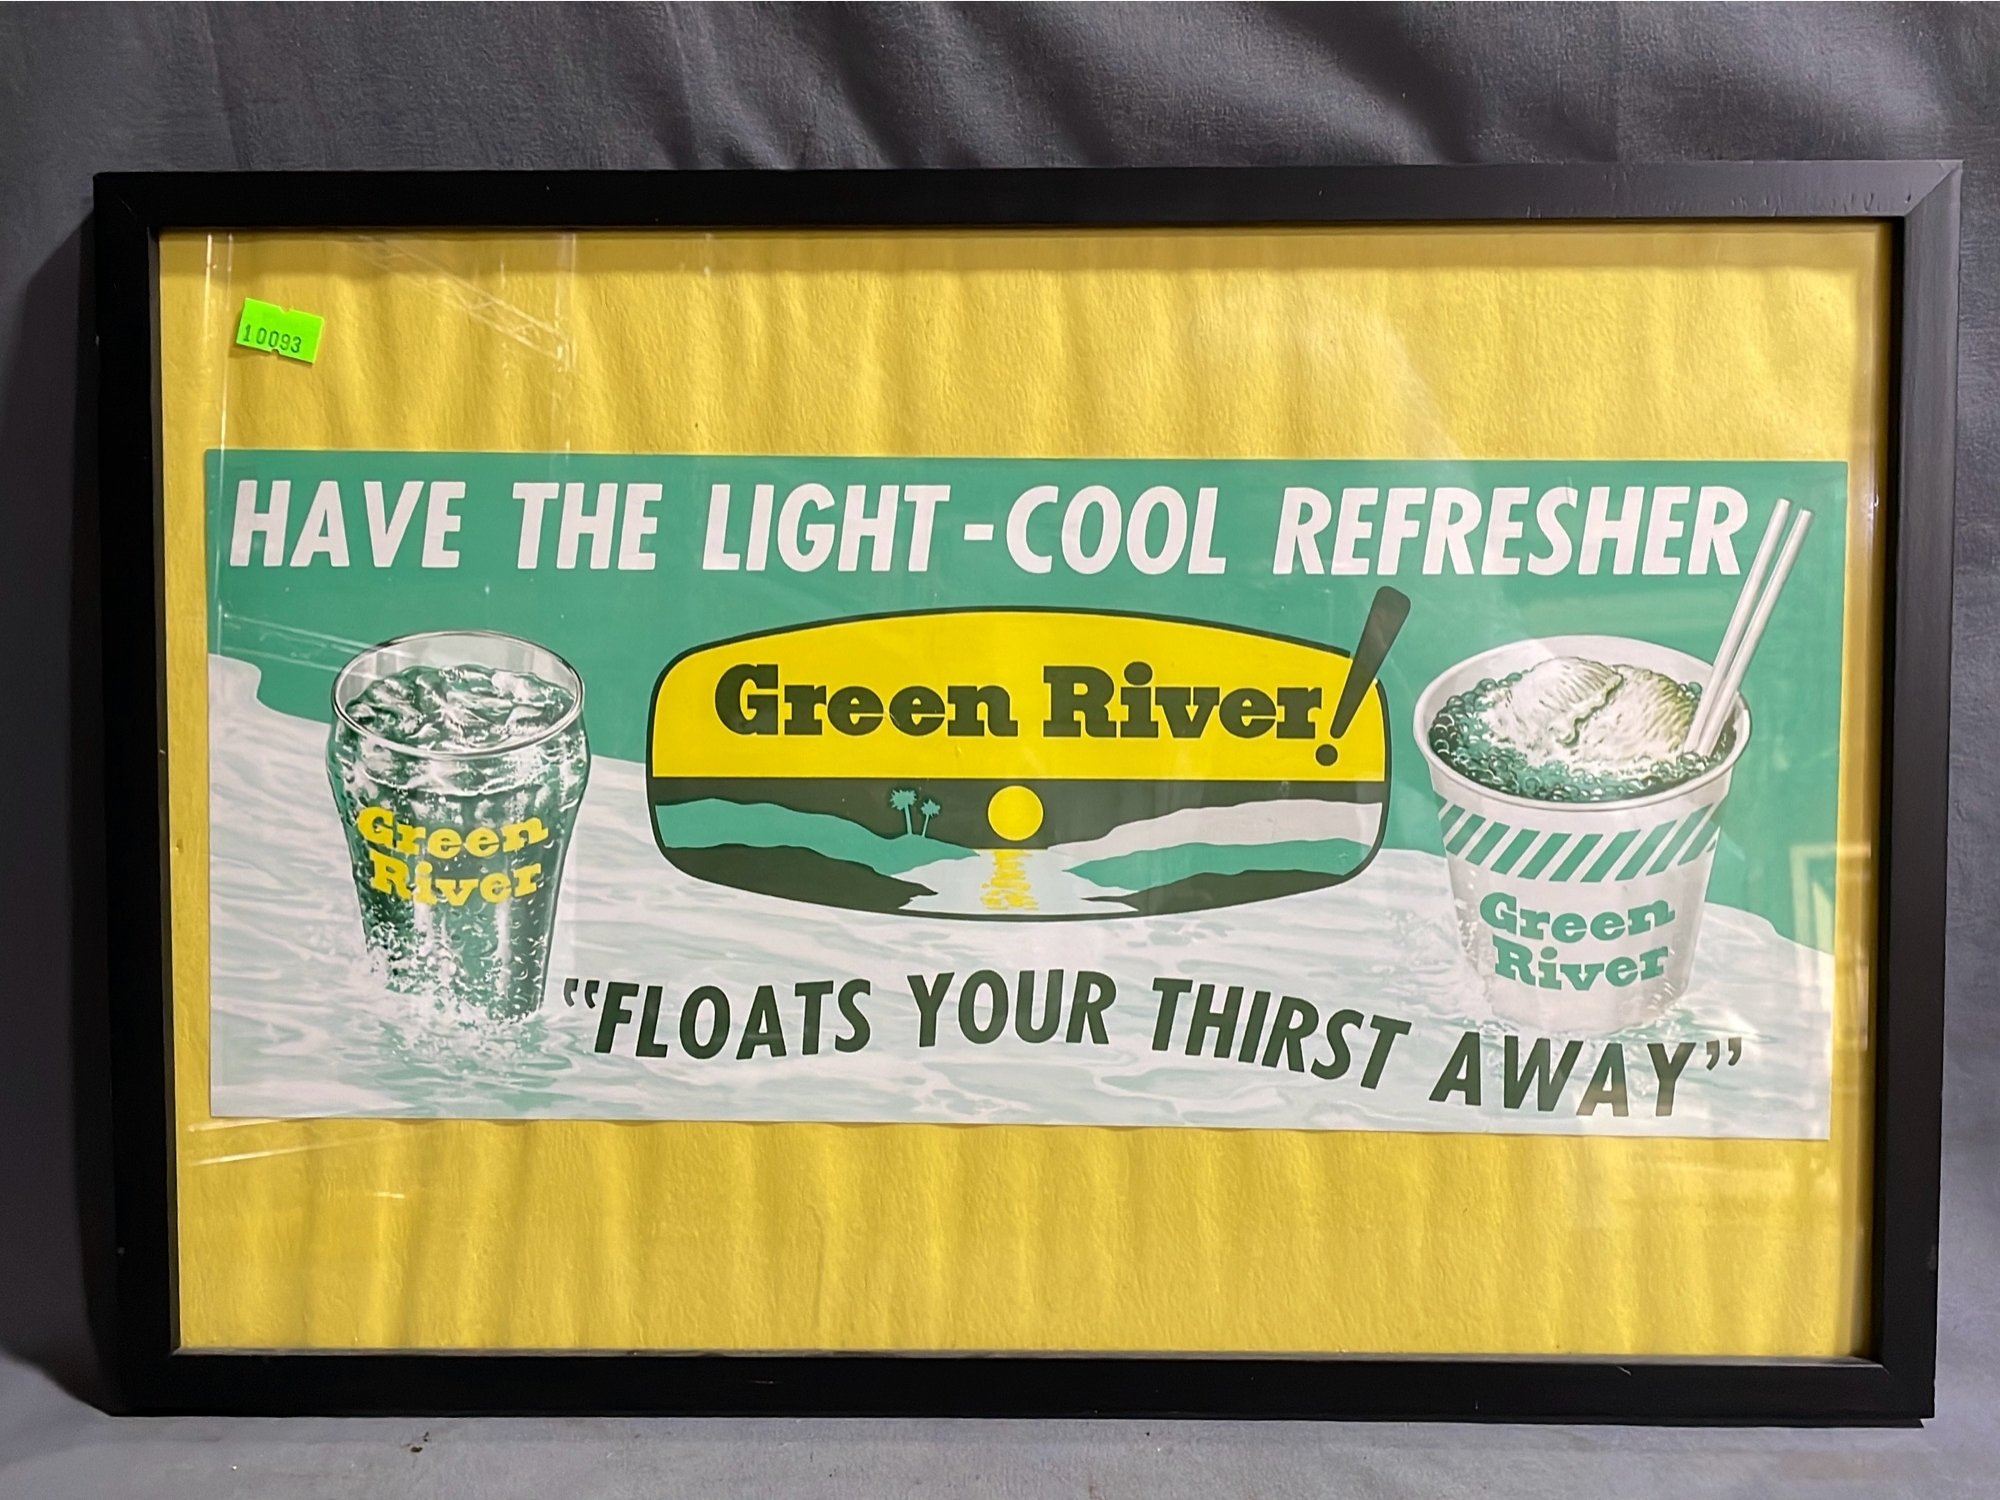 10093
HAVE THE LIGHT-COOL REFRESHER
Green River!
Green
River
Green
River
"FLOATS YOUR THIRST AWAY"